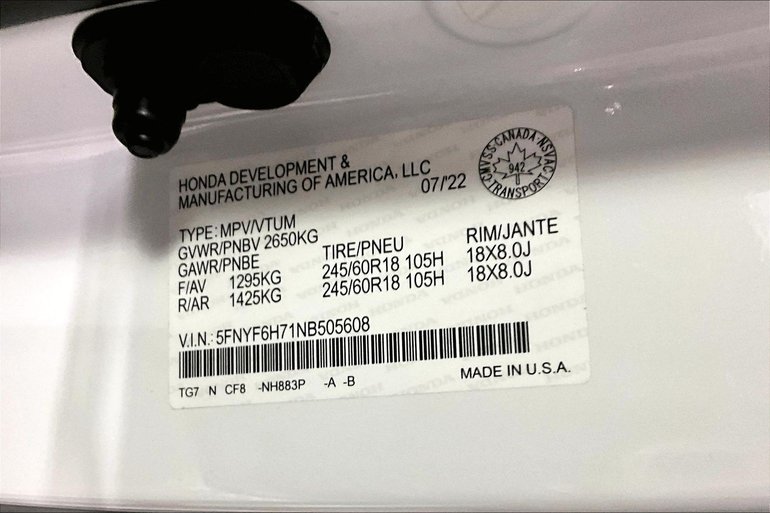 HONDA DEVELOPMENT &
MANUFACTURING OF AMERICA, LLC
07/'22
CMVSS·CANADA·NSVAC
942
TRANSPORT
TYPE: MPV/VTUM
GVWR/PNBV 2650KG
GAWR/PNBE TIRE/PNEU RIM/JANTE
F/AV 1295KG 245/60R18 105H 18X8.0J
R/AR 1425KG 245/60R18 105H 18X8.0J
V.I.N.: 5FNYF6H71NB505608
TG7 N CF8 -NH883P -A -B
MADE IN U.S.A.